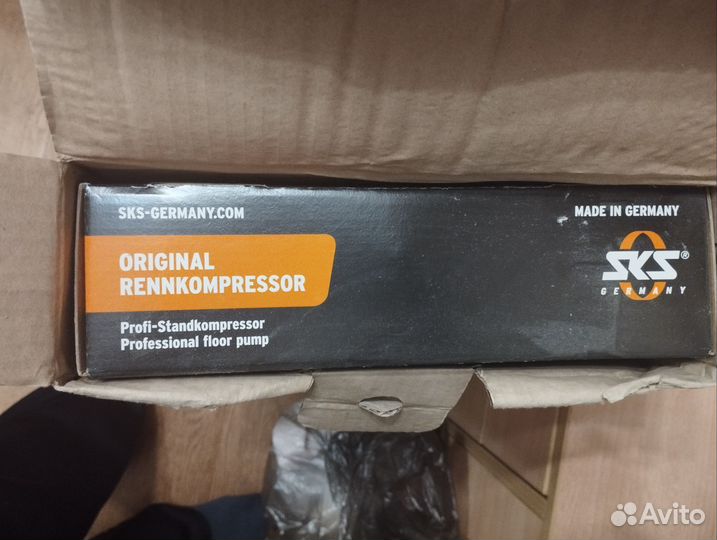 SKS-GERMANY.COM
MADE IN GERMANY
ORIGINAL
RENNKOMPRESSOR
SKS®
GERMANY
Profi-Standkompressor
Professional floor pump
Avito